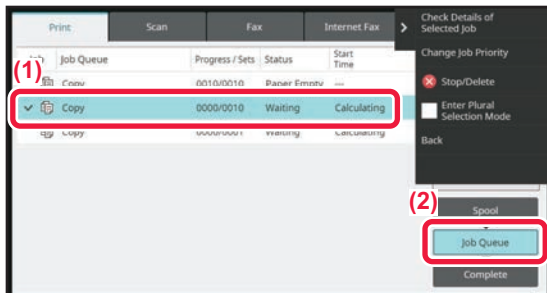 Print Scan Fax Internet Fax
Check Details of
Selected Job
Job Queue Progress / Sets Status Start
Time
Change Job Priority
(1)
Copy 0010/0010 Paper Empty ---
Stop/Delete
Copy 0000/0010 Waiting Calculating
Enter Plural
Selection Mode
Copy 0000/0001 Waiting Calculating
Back
(2)
Spool
Job Queue
Complete